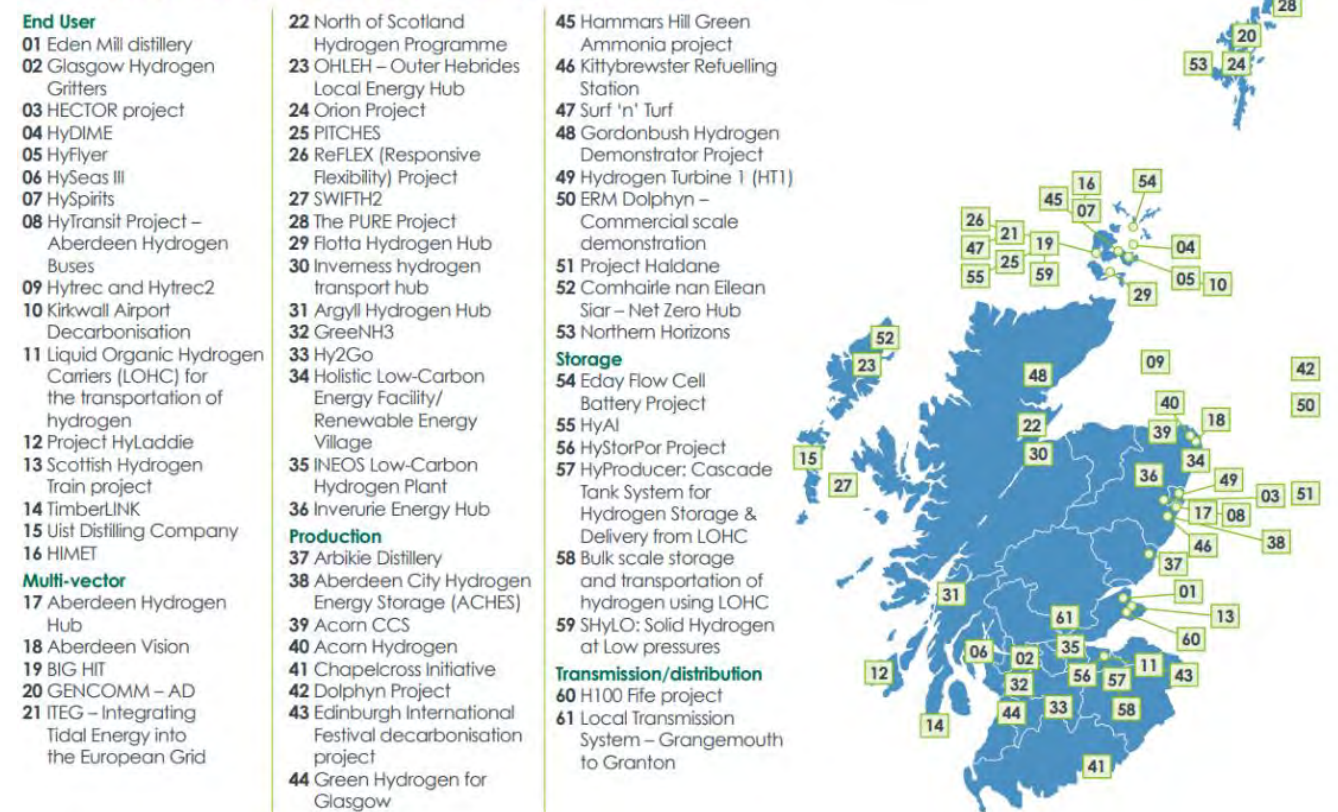 End User
01 Eden Mill distillery
02 Glasgow Hydrogen
Gritters
03 HECTOR project
04 HyDIME
05 HyFlyer
06 HySeas III
07 HySpirits
08 HyTransit Project –
Aberdeen Hydrogen
Buses
09 Hytrec and Hytrec2
10 Kirkwall Airport
Decarbonisation
11 Liquid Organic Hydrogen
Carriers (LOHC) for
the transportation of
hydrogen
12 Project HyLaddie
13 Scottish Hydrogen
Train project
14 TimberLINK
15 Uist Distilling Company
16 HIMET
Multi-vector
17 Aberdeen Hydrogen
Hub
18 Aberdeen Vision
19 BIG HIT
20 GENCOMM – AD
21 ITEG – Integrating
Tidal Energy into
the European Grid
22 North of Scotland
Hydrogen Programme
23 OHLEH – Outer Hebrides
Local Energy Hub
24 Orion Project
25 PITCHES
26 ReFLEX (Responsive
Flexibility) Project
27 SWIFTH2
28 The PURE Project
29 Flotta Hydrogen Hub
30 Inverness hydrogen
transport hub
31 Argyll Hydrogen Hub
32 GreeNH3
33 Hy2Go
34 Holistic Low-Carbon
Energy Facility/
Renewable Energy
Village
35 INEOS Low-Carbon
Hydrogen Plant
36 Inverurie Energy Hub
Production
37 Arbikie Distillery
38 Aberdeen City Hydrogen
Energy Storage (ACHES)
39 Acorn CCS
40 Acorn Hydrogen
41 Chapelcross Initiative
42 Dolphyn Project
43 Edinburgh International
Festival decarbonisation
project
44 Green Hydrogen for
Glasgow
45 Hammars Hill Green
Ammonia project
46 Kittybrewster Refuelling
Station
47 Surf 'n' Turf
48 Gordonbush Hydrogen
Demonstrator Project
49 Hydrogen Turbine 1 (HT1)
50 ERM Dolphyn –
Commercial scale
demonstration
51 Project Haldane
52 Comhairle nan Eilean
Siar – Net Zero Hub
53 Northern Horizons
Storage
54 Eday Flow Cell
Battery Project
55 HyAI
56 HyStorPor Project
57 HyProducer: Cascade
Tank System for
Hydrogen Storage &
Delivery from LOHC
58 Bulk scale storage
and transportation of
hydrogen using LOHC
59 SHyLO: Solid Hydrogen
at Low pressures
Transmission/distribution
60 H100 Fife project
61 Local Transmission
System – Grangemouth
to Granton
28
20
53 24
16 54
45 07
26 21
47 25 19 04
55 59 05 10
29
52
23 09 42
48 50
40 18
22 39
30 34
15 36 49
27 03 51
17 08
46 38
37
31 01
61 13
06 35 60
12 02 11
32 56 57 43
44 33 58
14
41